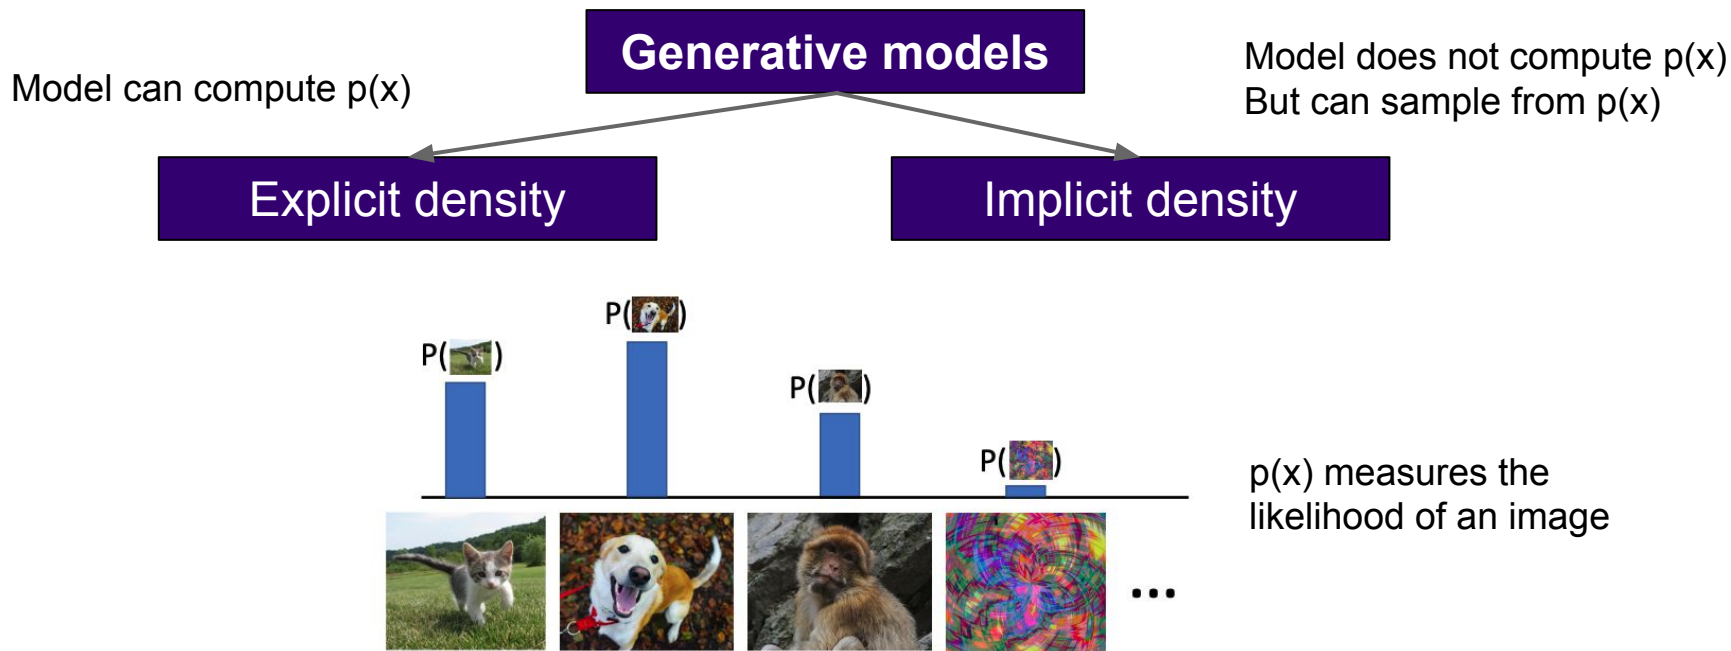 Generative models
Model can compute p(x)
Model does not compute p(x)
But can sample from p(x)
Explicit density
Implicit density
P( )
P( )
P( )
P( )
p(x) measures the
likelihood of an image
...